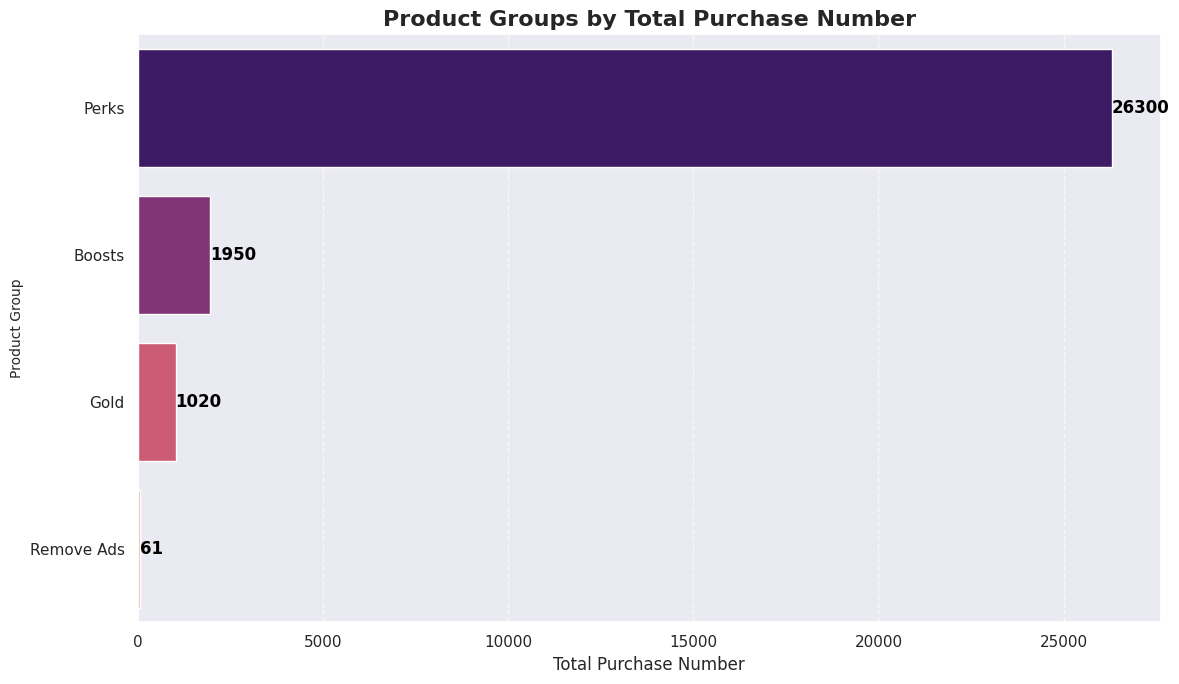 Product Groups by Total Purchase Number
Product Group
Perks
26300
Boosts
1950
Gold
1020
Remove Ads
61
0 5000 10000 15000 20000 25000
Total Purchase Number